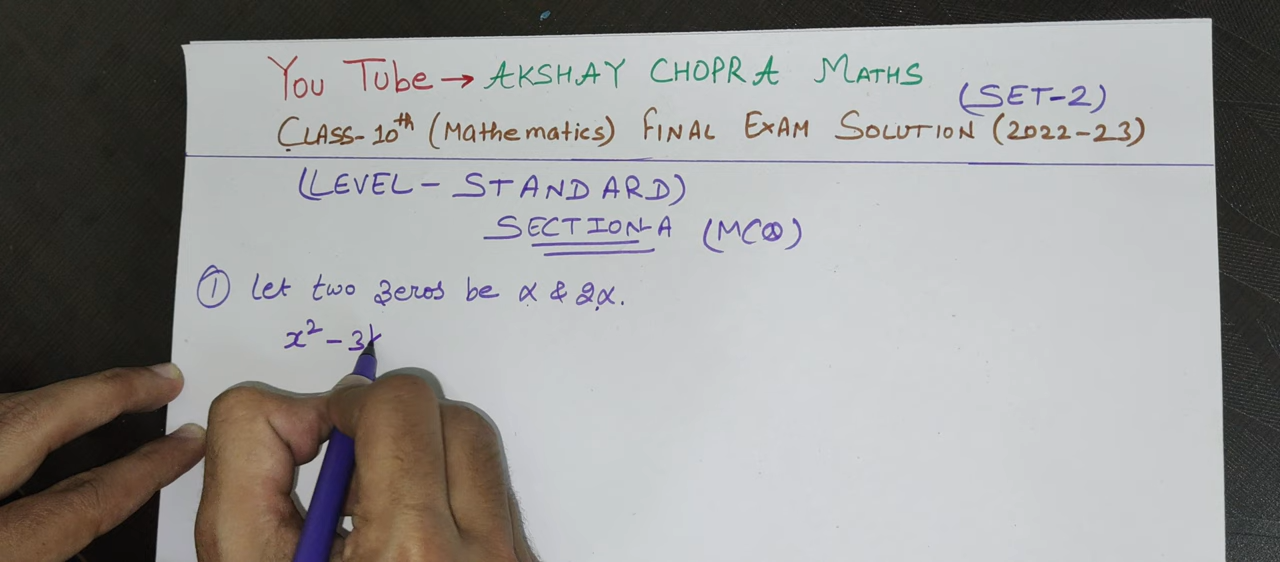 You Tube → AKSHAY CHOPRA MATHS
(SET-2)
CLASS-10th (Mathematics) FINAL EXAM SOLUTION (2022-23)
(LEVEL - STANDARD)
SECTION-A (MCQ)
① Let two zeros be α & 2α.
x² - 3k